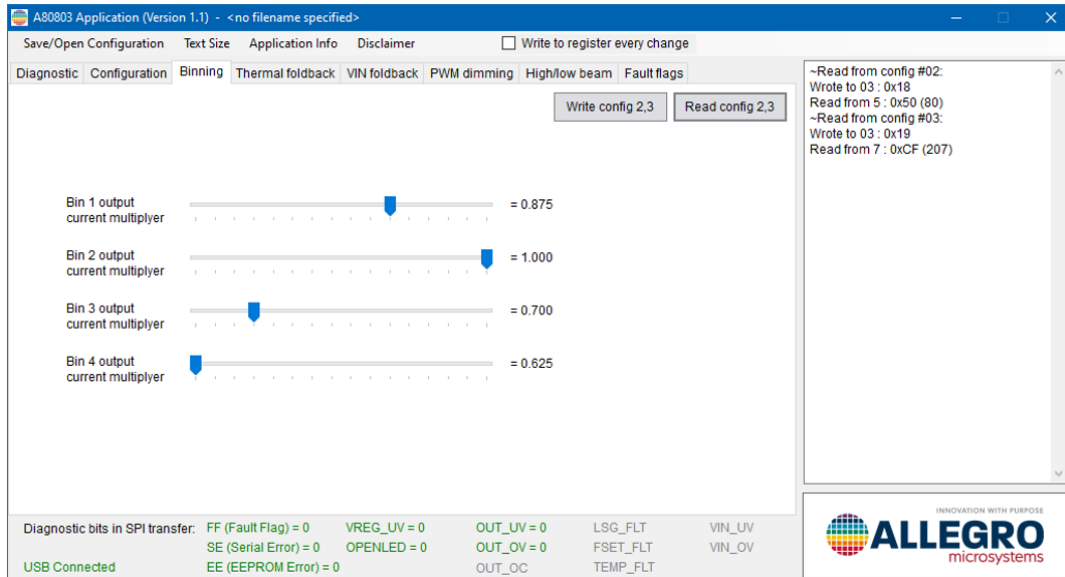 A80803 Application (Version 1.1) - <no filename specified>
Save/Open Configuration Text Size Application Info Disclaimer Write to register every change
Diagnostic Configuration Binning Thermal foldback VIN foldback PWM dimming High/low beam Fault flags
Write config 2,3 Read config 2,3
Bin 1 output
current multiplyer
= 0.875
Bin 2 output
current multiplyer
= 1.000
Bin 3 output
current multiplyer
= 0.700
Bin 4 output
current multiplyer
= 0.625
~Read from config #02:
Wrote to 03 : 0x18
Read from 5 : 0x50 (80)
~Read from config #03:
Wrote to 03 : 0x19
Read from 7 : 0xCF (207)
Diagnostic bits in SPI transfer: FF (Fault Flag) = 0 VREG_UV = 0 OUT_UV = 0 LSG_FLT VIN_UV
SE (Serial Error) = 0 OPENLED = 0 OUT_OV = 0 FSET_FLT VIN_OV
USB Connected EE (EEPROM Error) = 0 OUT_OC TEMP_FLT
INNOVATION WITH PURPOSE
ALLEGRO
microsystems